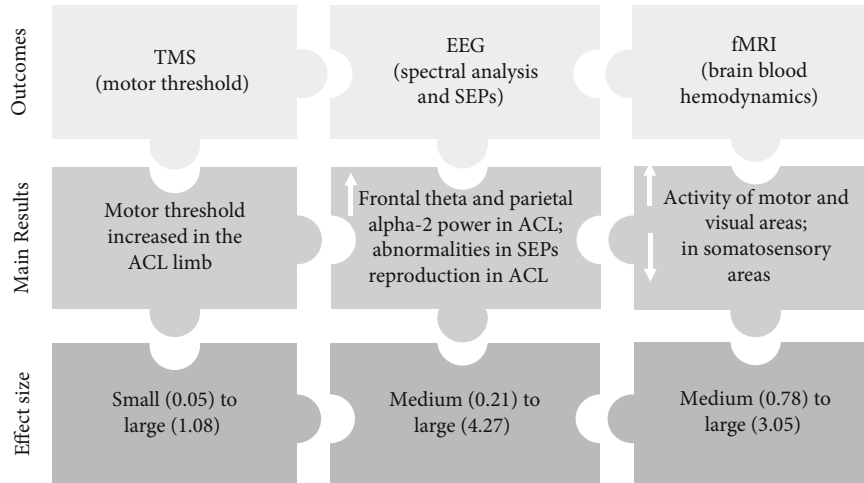 Outcomes
TMS
(motor threshold)
EEG
(spectral analysis
and SEPs)
fMRI
(brain blood
hemodynamics)
Main Results
Motor threshold
increased in the
ACL limb
Frontal theta and parietal
alpha-2 power in ACL;
abnormalities in SEPs
reproduction in ACL
Activity of motor and
visual areas;
in somatosensory
areas
Effect size
Small (0.05) to
large (1.08)
Medium (0.21) to
large (4.27)
Medium (0.78) to
large (3.05)